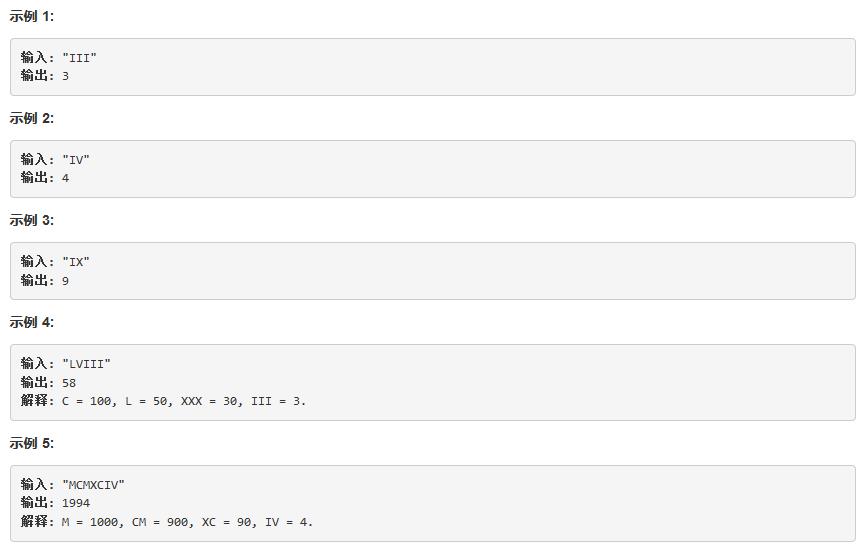 示例 1:
输入: "III"
输出: 3
示例 2:
输入: "IV"
输出: 4
示例 3:
输入: "IX"
输出: 9
示例 4:
输入: "LVIII"
输出: 58
解释: C = 100, L = 50, XXX = 30, III = 3.
示例 5:
输入: "MCMXCIV"
输出: 1994
解释: M = 1000, CM = 900, XC = 90, IV = 4.